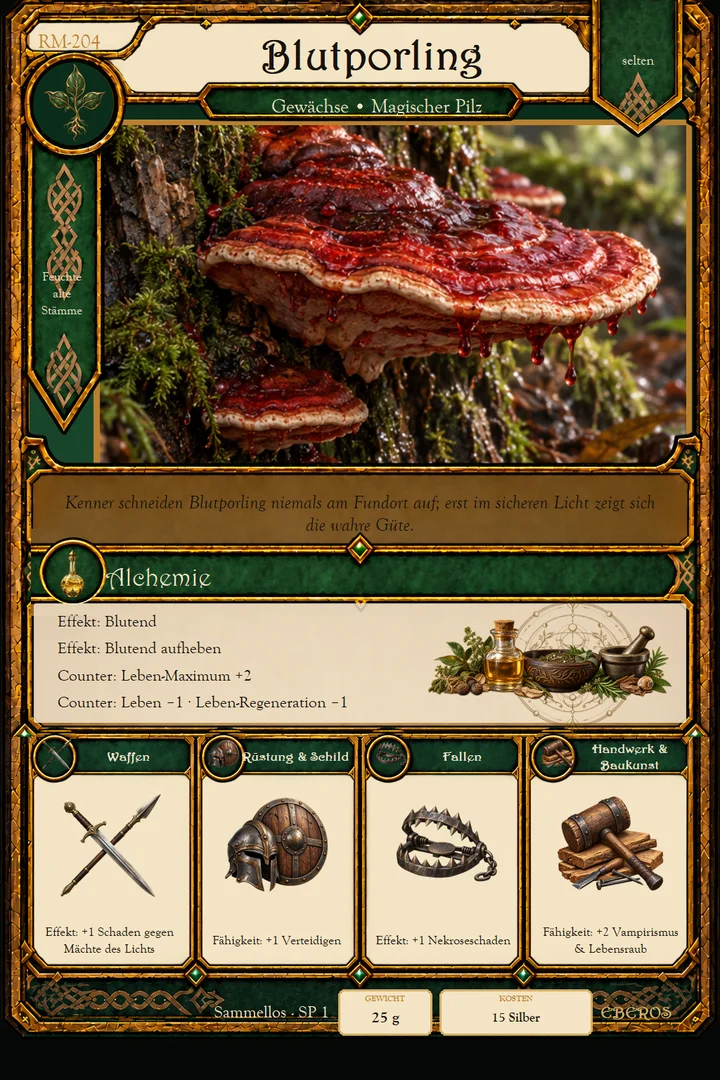 RM-204
Blutporling
selten
Gewächse • Magischer Pilz
Feuchte
alte
Stämme
Kenner schneiden Blutporling niemals am Fundort auf; erst im sicheren Licht zeigt sich
die wahre Güte.
Alchemie
Effekt: Blutend
Effekt: Blutend aufheben
Counter: Leben-Maximum +2
Counter: Leben −1 · Leben-Regeneration −1
Waffen
Effekt: +1 Schaden gegen
Mächte des Lichts
Rüstung & Schild
Fähigkeit: +1 Verteidigen
Fallen
Effekt: +1 Nekroseschaden
Handwerk &
Baukunst
Fähigkeit: +2 Vampirismus
& Lebensraub
Sammellos · SP 1
GEWICHT
25 g
KOSTEN
15 Silber
EBEROS